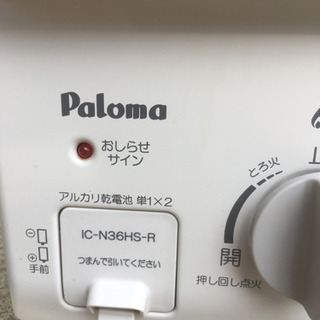 Paloma
おしらせ
サイン
アルカリ乾電池 単1×2
手前
IC-N36HS-R
つまんで引いてください
とろ火
止
開
押し回し点火